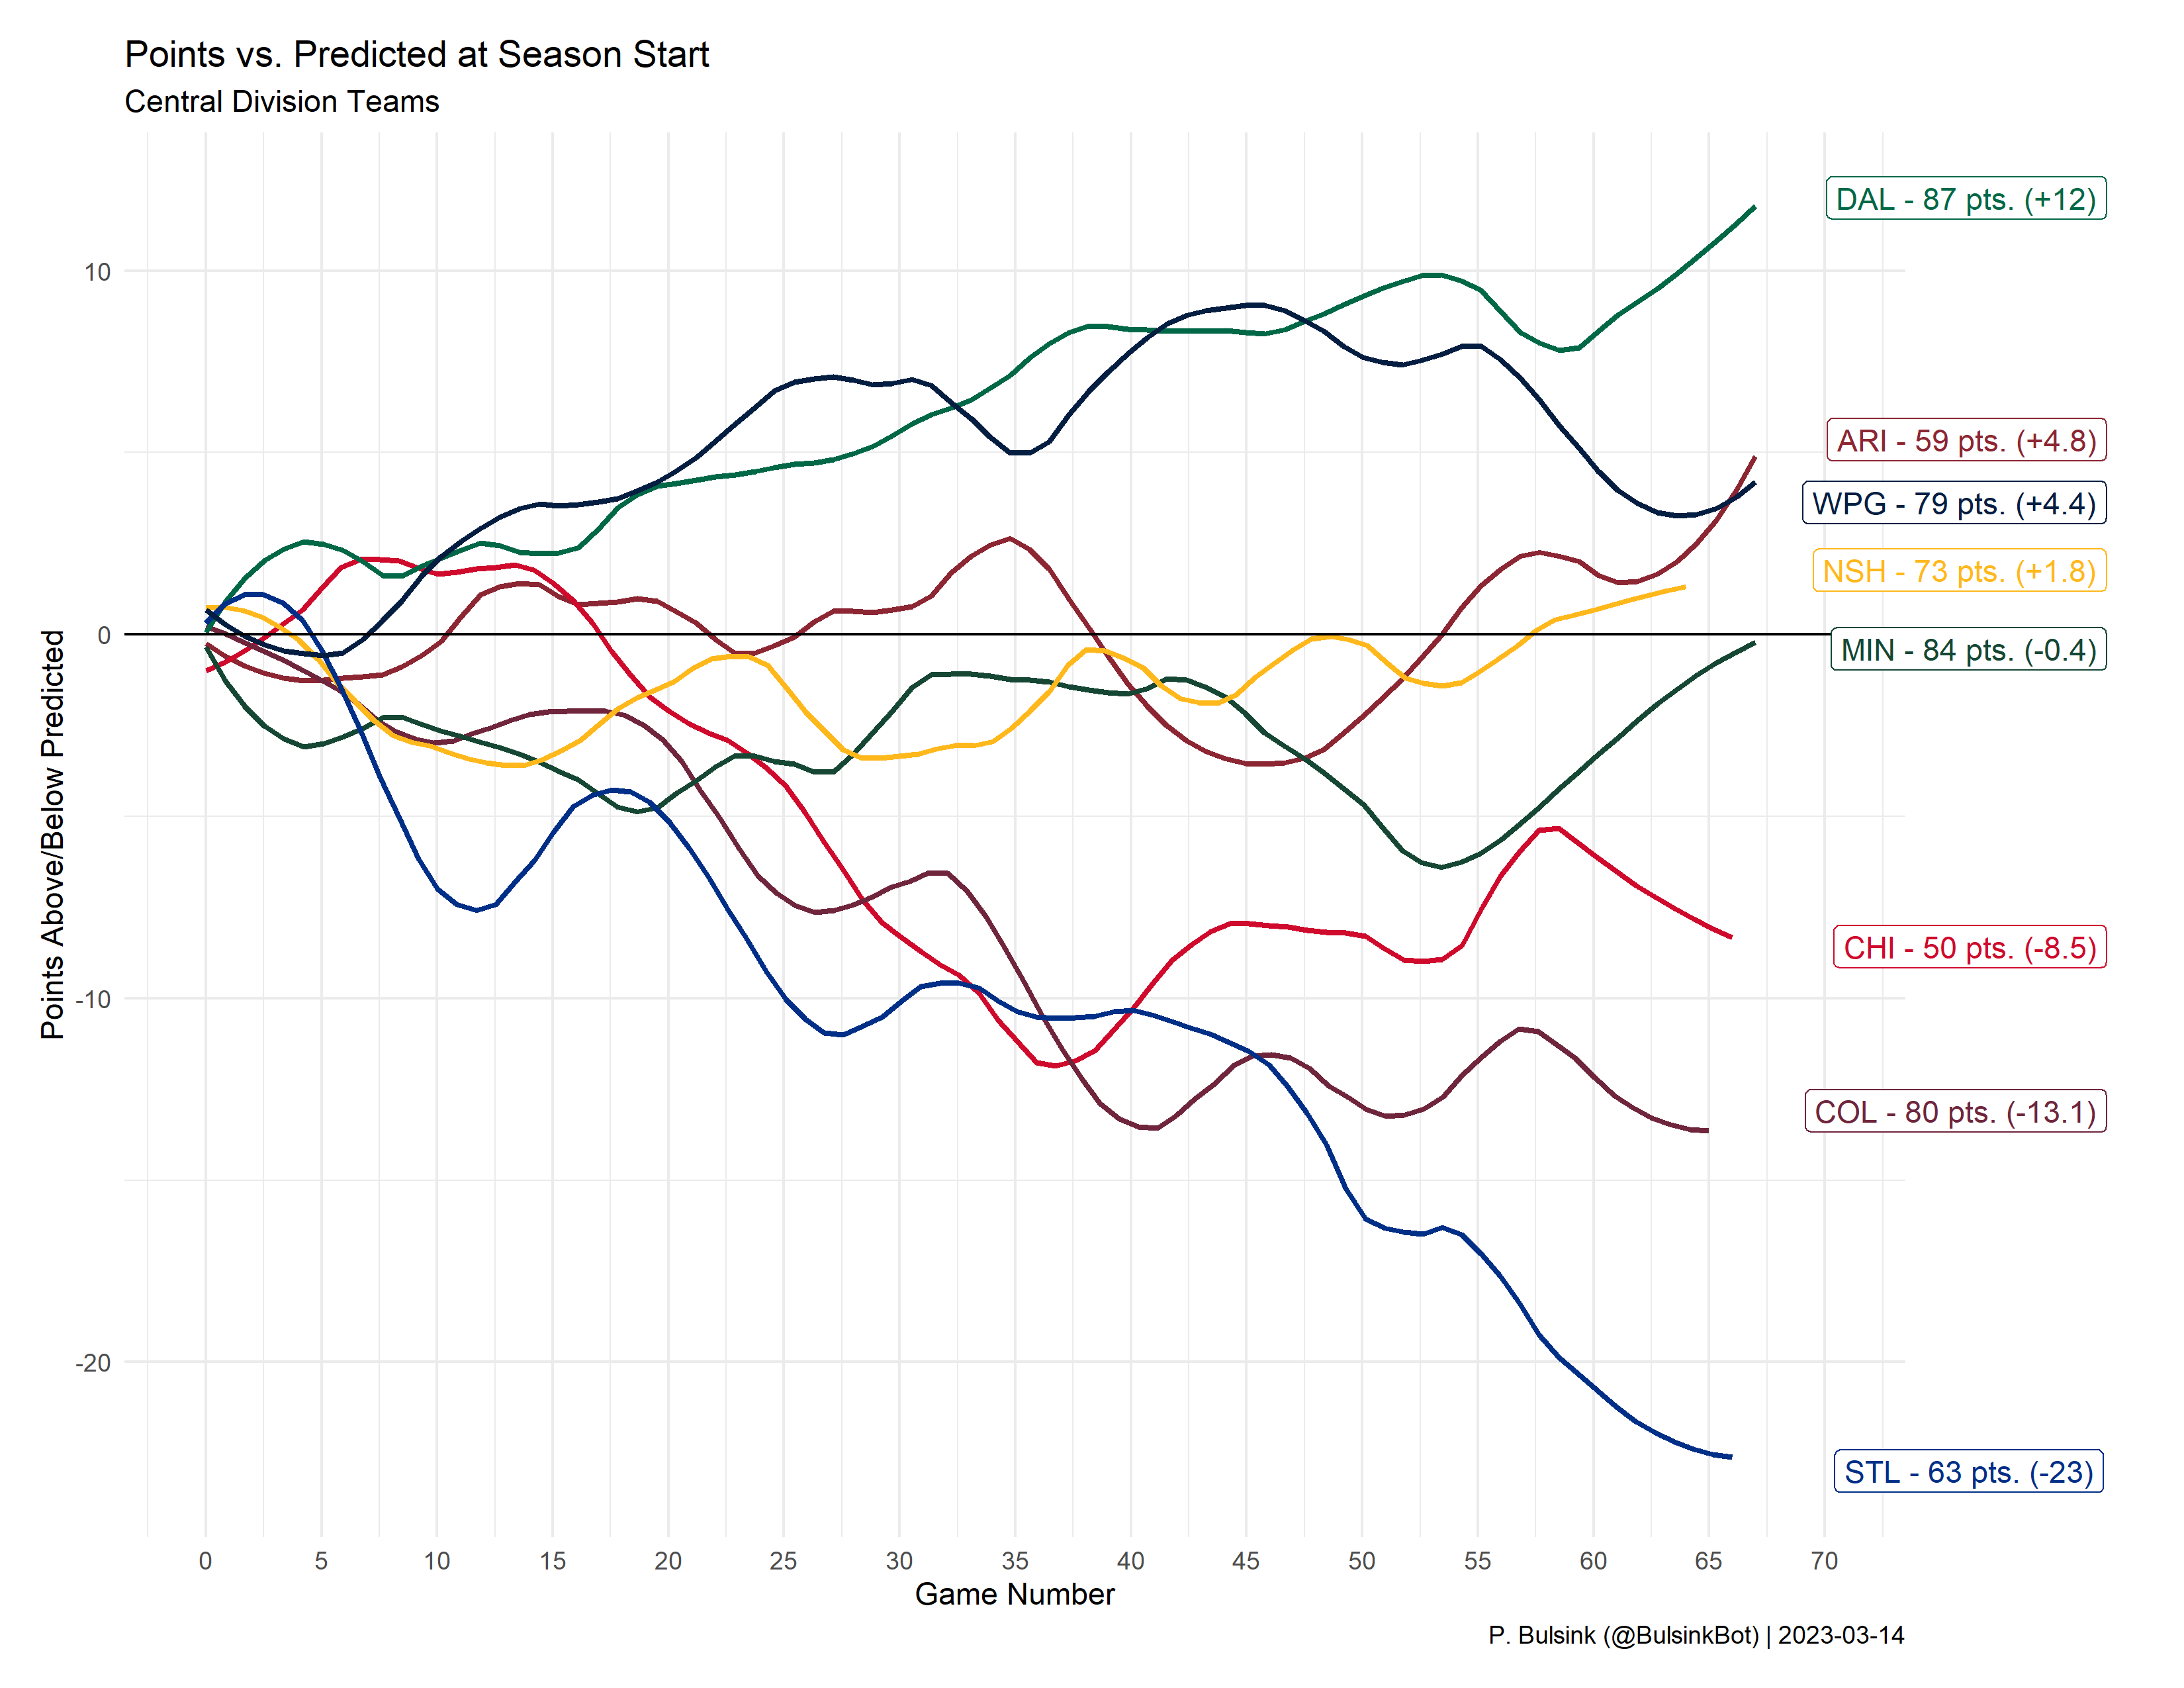 Points vs. Predicted at Season Start
Central Division Teams
Points Above/Below Predicted
10
0
-10
-20
DAL - 87 pts. (+12)
ARI - 59 pts. (+4.8)
WPG - 79 pts. (+4.4)
NSH - 73 pts. (+1.8)
MIN - 84 pts. (-0.4)
CHI - 50 pts. (-8.5)
COL - 80 pts. (-13.1)
STL - 63 pts. (-23)
0 5 10 15 20 25 30 35 40 45 50 55 60 65 70
Game Number
P. Bulsink (@BulsinkBot) | 2023-03-14